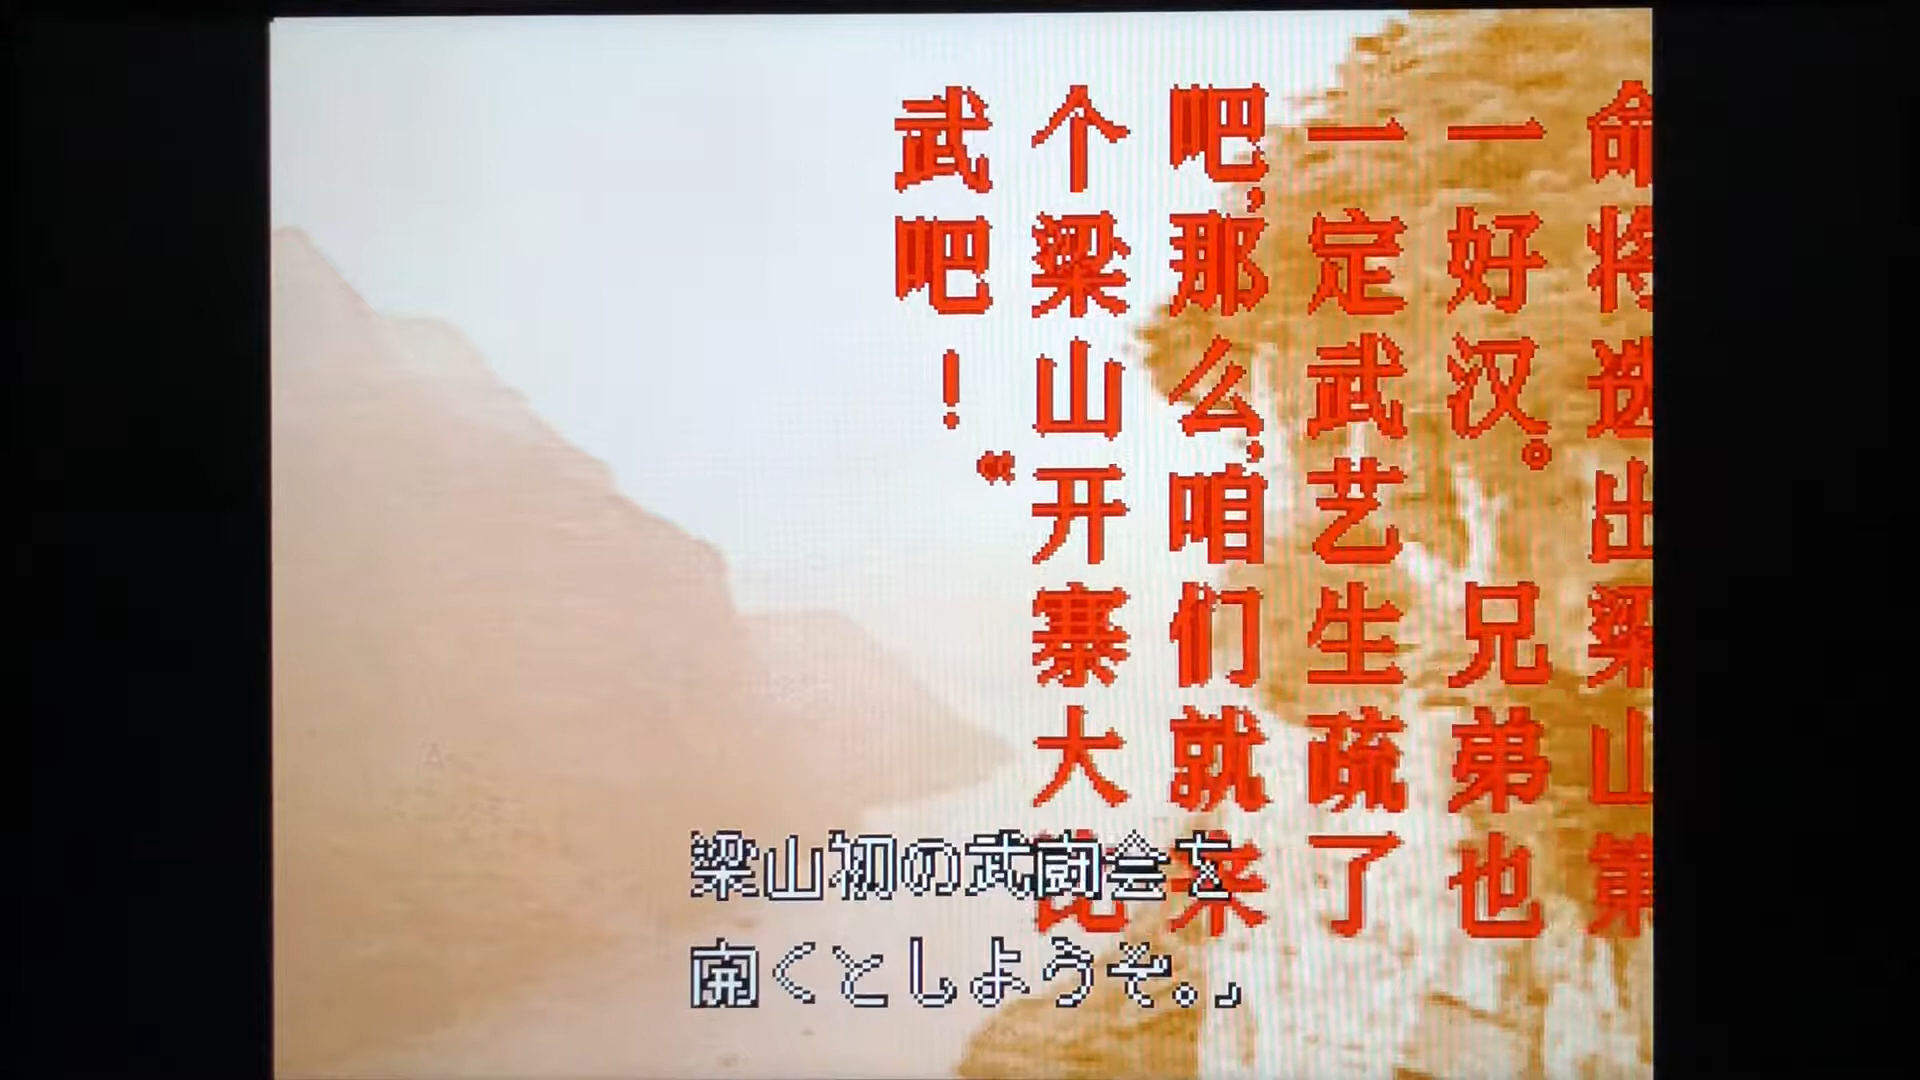 命将选出梁山第
一好汉。 兄弟也
一定武艺生疏了
吧，那么，咱们就来
个梁山开寨大比
武吧！”
梁山初の武闘会を
開くとしようぞ。」